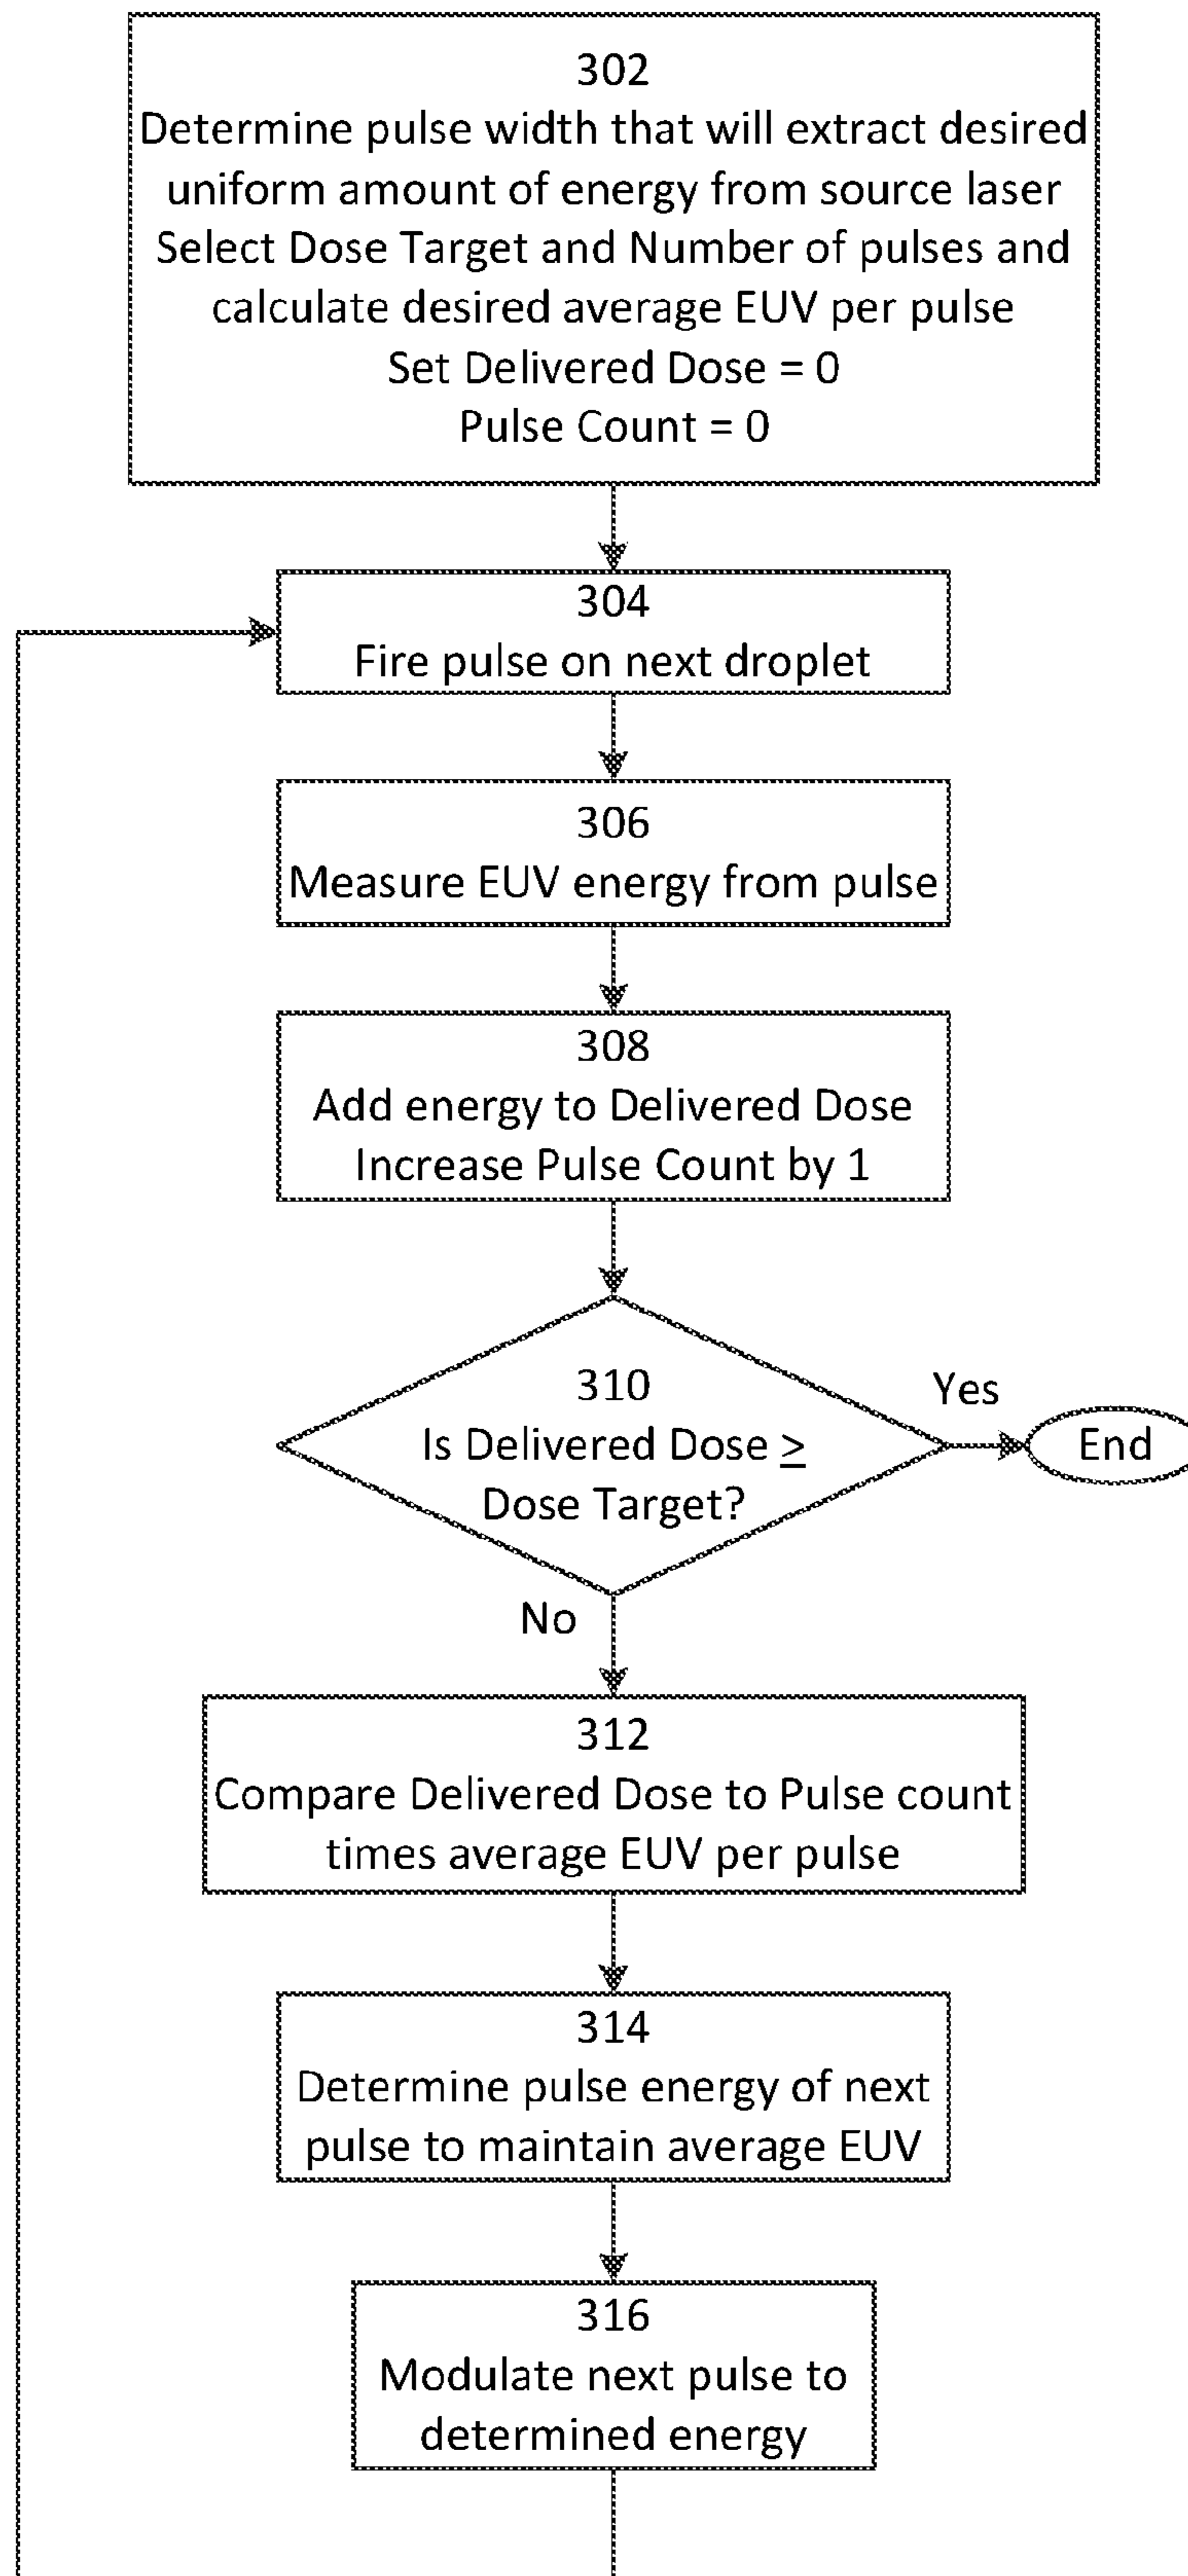 302
Determine pulse width that will extract desired
uniform amount of energy from source laser
Select Dose Target and Number of pulses and
calculate desired average EUV per pulse
Set Delivered Dose = 0
Pulse Count = 0
304
Fire pulse on next droplet
306
Measure EUV energy from pulse
308
Add energy to Delivered Dose
Increase Pulse Count by 1
310
Is Delivered Dose ≥
Dose Target?
Yes
End
No
312
Compare Delivered Dose to Pulse count
times average EUV per pulse
314
Determine pulse energy of next
pulse to maintain average EUV
316
Modulate next pulse to
determined energy